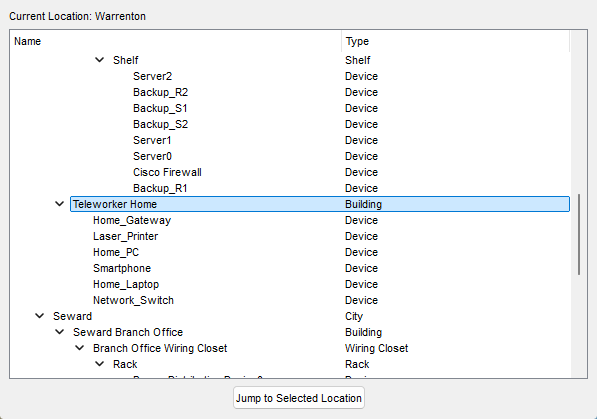 Current Location: Warrenton
Name Type
Shelf Shelf
Server2 Device
Backup_R2 Device
Backup_S1 Device
Backup_S2 Device
Server1 Device
Server0 Device
Cisco Firewall Device
Backup_R1 Device
Teleworker Home Building
Home_Gateway Device
Laser_Printer Device
Home_PC Device
Smartphone Device
Home_Laptop Device
Network_Switch Device
Seward City
Seward Branch Office Building
Branch Office Wiring Closet Wiring Closet
Rack Rack
Jump to Selected Location